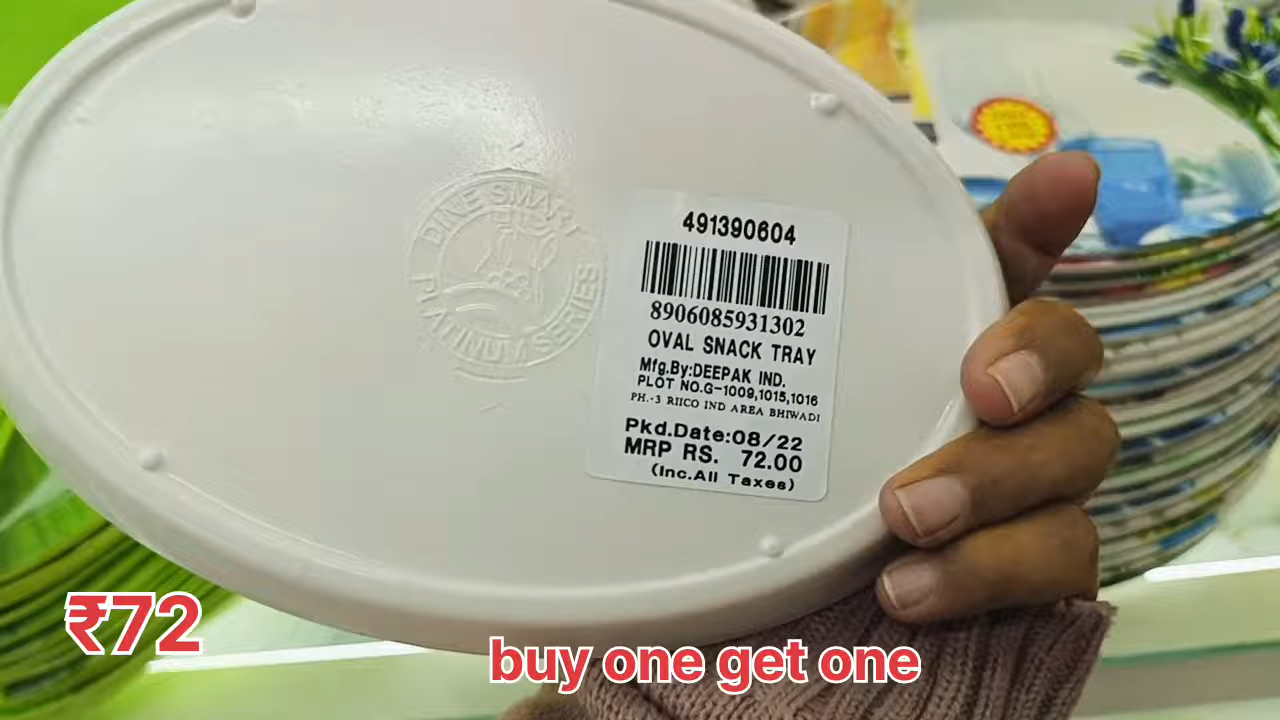 DINE SMART
PLATINUM SERIES
491390604
8906085931302
OVAL SNACK TRAY
Mfg.By:DEEPAK IND.
PLOT NO.G-1009,1015,1016
PH.-3 RIICO IND AREA BHIWADI
Pkd.Date:08/22
MRP RS. 72.00
(Inc.All Taxes)
₹72
buy one get one